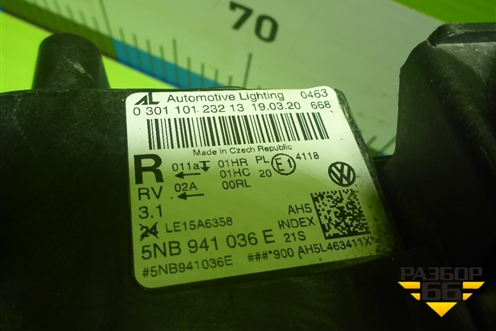 70
AL Automotive Lighting 0463
0 301 101 232 13 19.03.20 668
Made in Czech Republic
R 011a 01HR PL E1 4118
RV 02A 01HC 20
00RL
3.1
LE15A6358 AH5
5NB 941 036 E INDEX 21S
#5NB941036E ###*900 AH5L463411X*
РАЗБОР
66